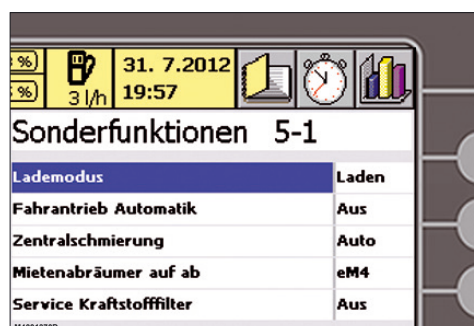 %)
31. 7.2012
%)
3 l/h
19:57
Sonderfunktionen 5-1
Lademodus Laden
Fahrantrieb Automatik Aus
Zentralschmierung Auto
Mietenabräumer auf ab eM4
Service Kraftstofffilter Aus